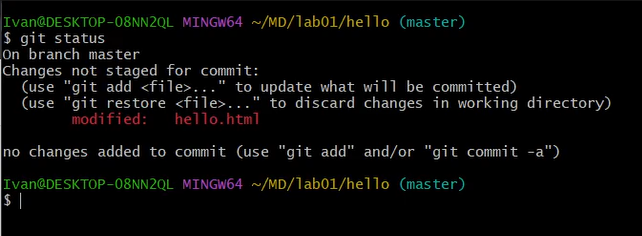 Ivan@DESKTOP-08NN2QL MINGW64 ~/MD/lab01/hello (master)
$ git status
On branch master
Changes not staged for commit:
  (use "git add <file>..." to update what will be committed)
  (use "git restore <file>..." to discard changes in working directory)
        modified:   hello.html

no changes added to commit (use "git add" and/or "git commit -a")

Ivan@DESKTOP-08NN2QL MINGW64 ~/MD/lab01/hello (master)
$